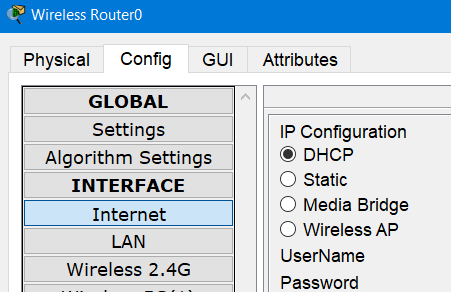 Wireless Router0
Physical Config GUI Attributes
GLOBAL
Settings
Algorithm Settings
INTERFACE
Internet
LAN
Wireless 2.4G
IP Configuration
DHCP
Static
Media Bridge
Wireless AP
UserName
Password